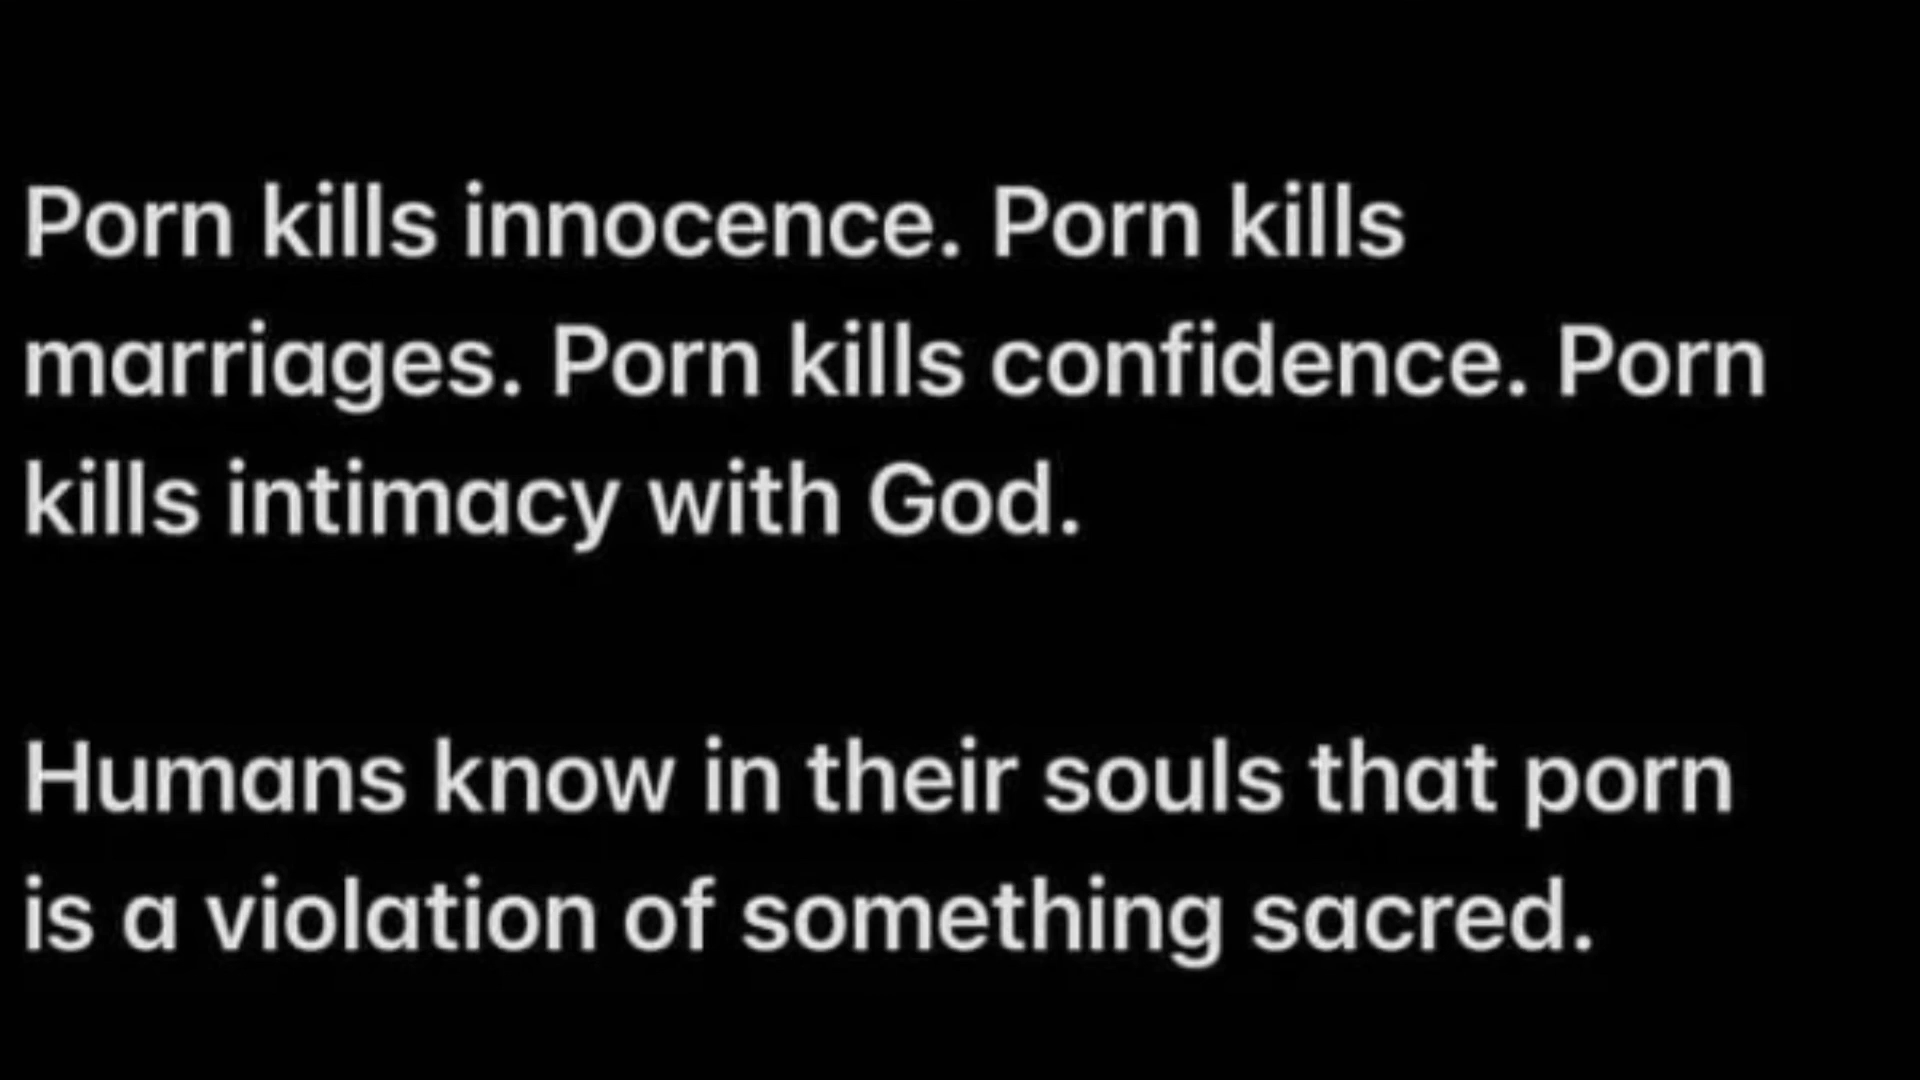 Porn kills innocence. Porn kills
marriages. Porn kills confidence. Porn
kills intimacy with God.
Humans know in their souls that porn
is a violation of something sacred.